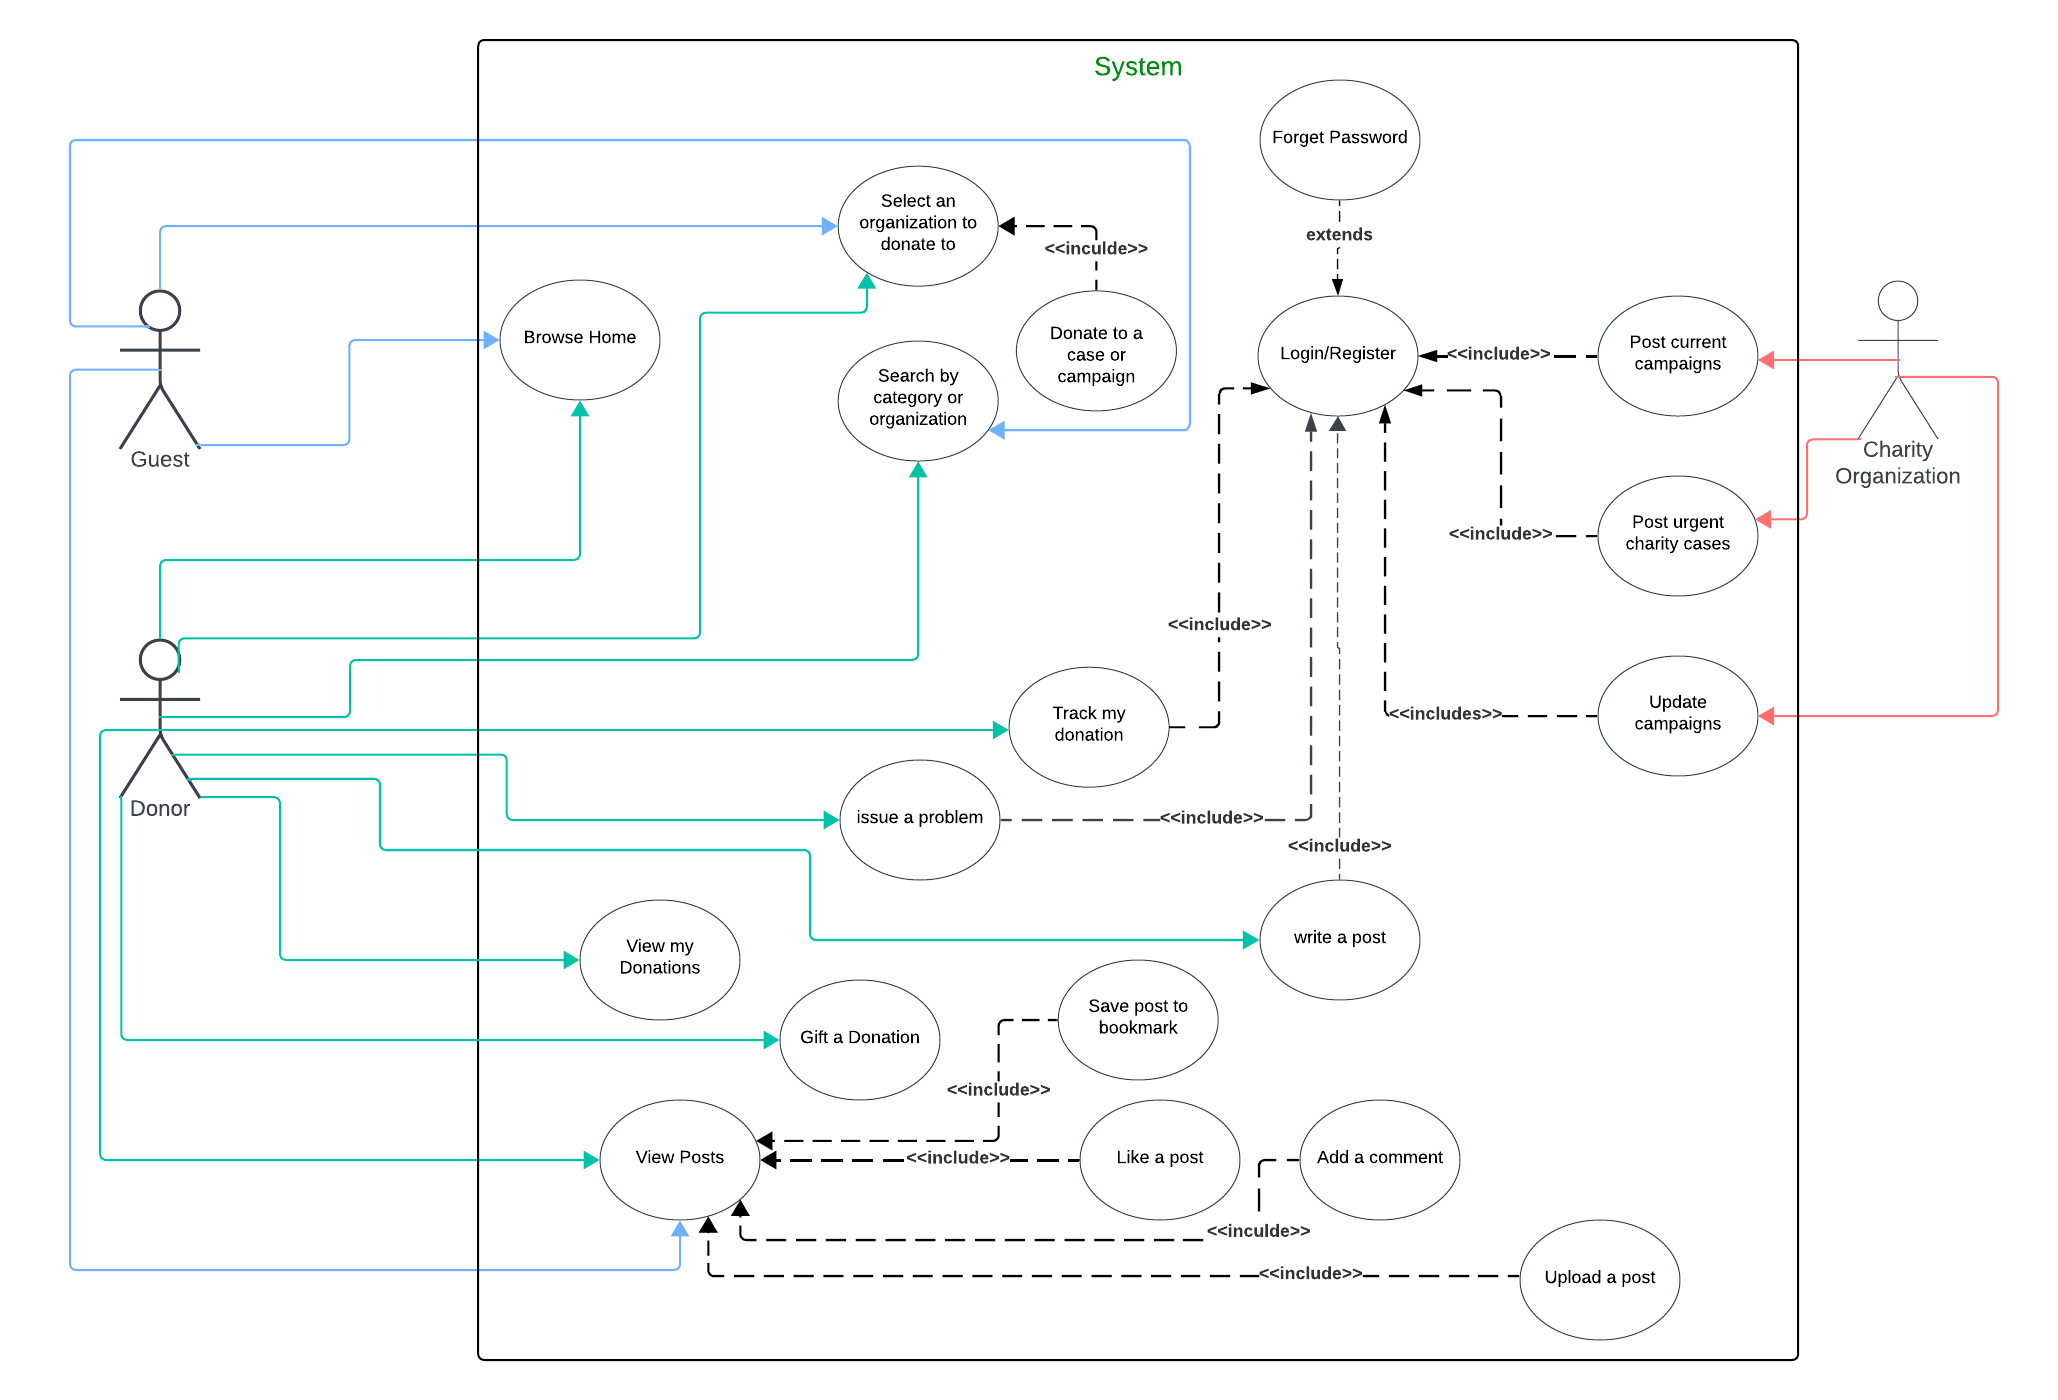 System
Forget Password
extends
Select an
organization to
donate to
<<inculde>>
Browse Home
Donate to a
case or
campaign
Login/Register
<<include>>
Post current
campaigns
Search by
category or
organization
Guest
Charity
Organization
<<include>>
Post urgent
charity cases
<<include>>
Track my
donation
<<includes>>
Update
campaigns
Donor
issue a problem
<<include>>
<<include>>
View my
Donations
write a post
Save post to
bookmark
Gift a Donation
<<include>>
View Posts
<<include>>
Like a post
Add a comment
<<inculde>>
<<include>>
Upload a post